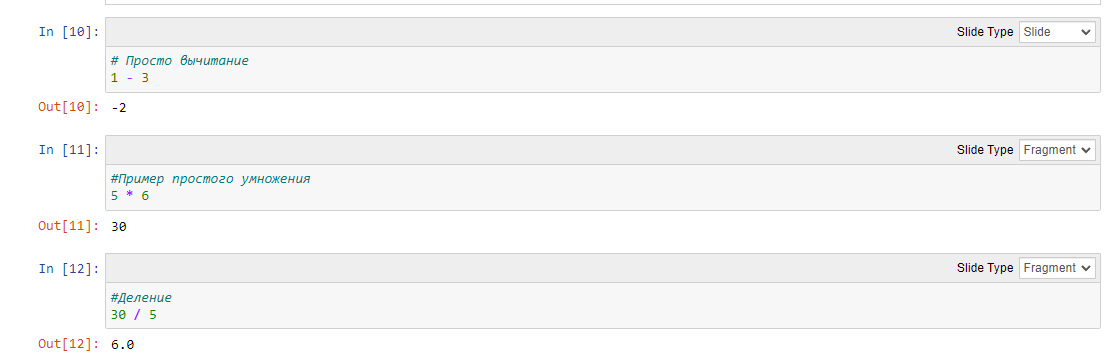 In [10]:
Slide Type Slide
# Просто вычитание
1 - 3
Out[10]: -2
In [11]:
Slide Type Fragment
#Пример простого умножения
5 * 6
Out[11]: 30
In [12]:
Slide Type Fragment
#Деление
30 / 5
Out[12]: 6.0